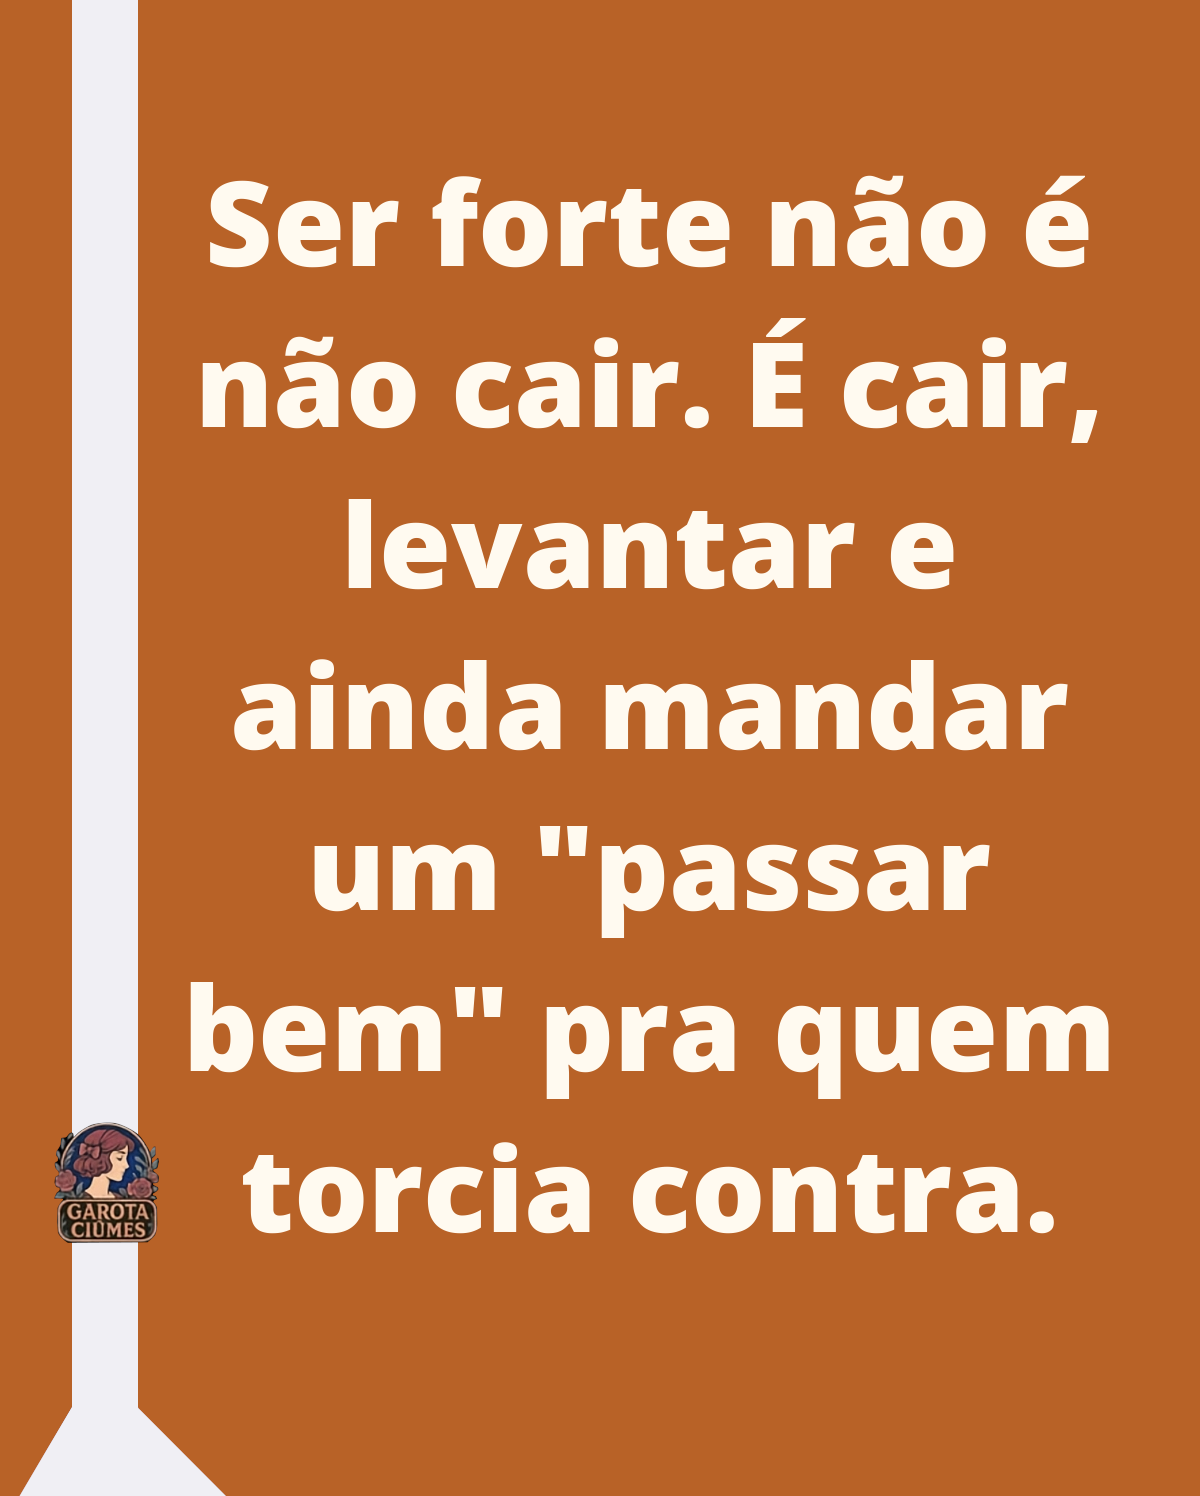 Ser forte não é
não cair. É cair,
levantar e
ainda mandar
um "passar
bem" pra quem
torcia contra.
GAROTA
CIÚMES